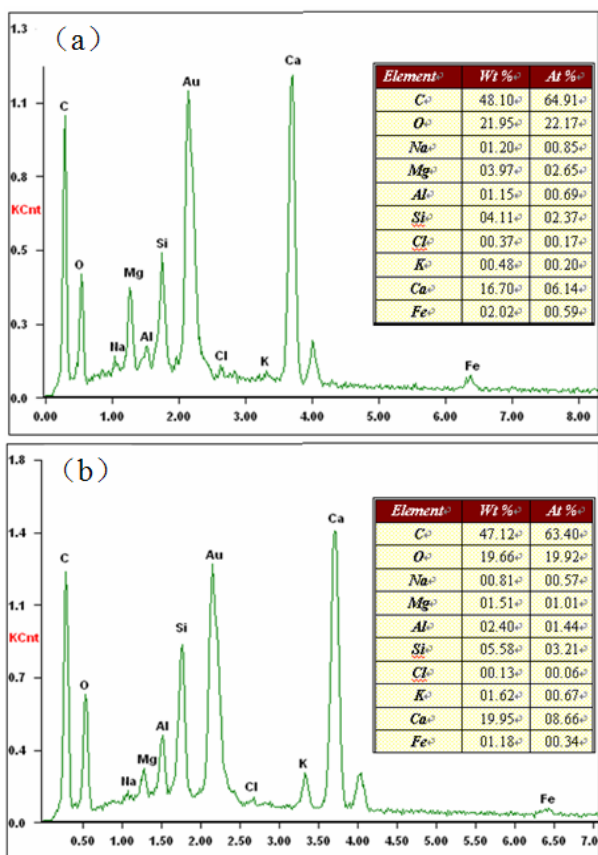 (a)
1.3
1.1
0.8
KCnt
0.5
0.3
0.0
C
O
Na
Mg
Al
Si
Au
Cl
K
Ca
Fe
0.00 1.00 2.00 3.00 4.00 5.00 6.00 7.00 8.00
Element Wt % At %
C 48.10 64.91
O 21.95 22.17
Na 01.20 00.85
Mg 03.97 02.65
Al 01.15 00.69
Si 04.11 02.37
Cl 00.37 00.17
K 00.48 00.20
Ca 16.70 06.14
Fe 02.02 00.59
(b)
1.8
1.4
1.1
KCnt
0.7
0.4
0.0
C
O
Na
Mg
Al
Si
Au
Cl
K
Ca
Fe
0.50 1.00 1.50 2.00 2.50 3.00 3.50 4.00 4.50 5.00 5.50 6.00 6.50 7.0
Element Wt % At %
C 47.12 63.40
O 19.66 19.92
Na 00.81 00.57
Mg 01.51 01.01
Al 02.40 01.44
Si 05.58 03.21
Cl 00.13 00.06
K 01.62 00.67
Ca 19.95 08.66
Fe 01.18 00.34